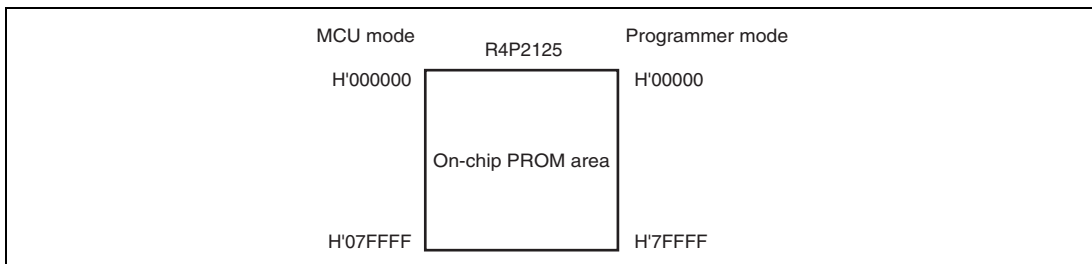 MCU mode
R4P2125
Programmer mode
H'000000
H'00000
On-chip PROM area
H'07FFFF
H'7FFFF